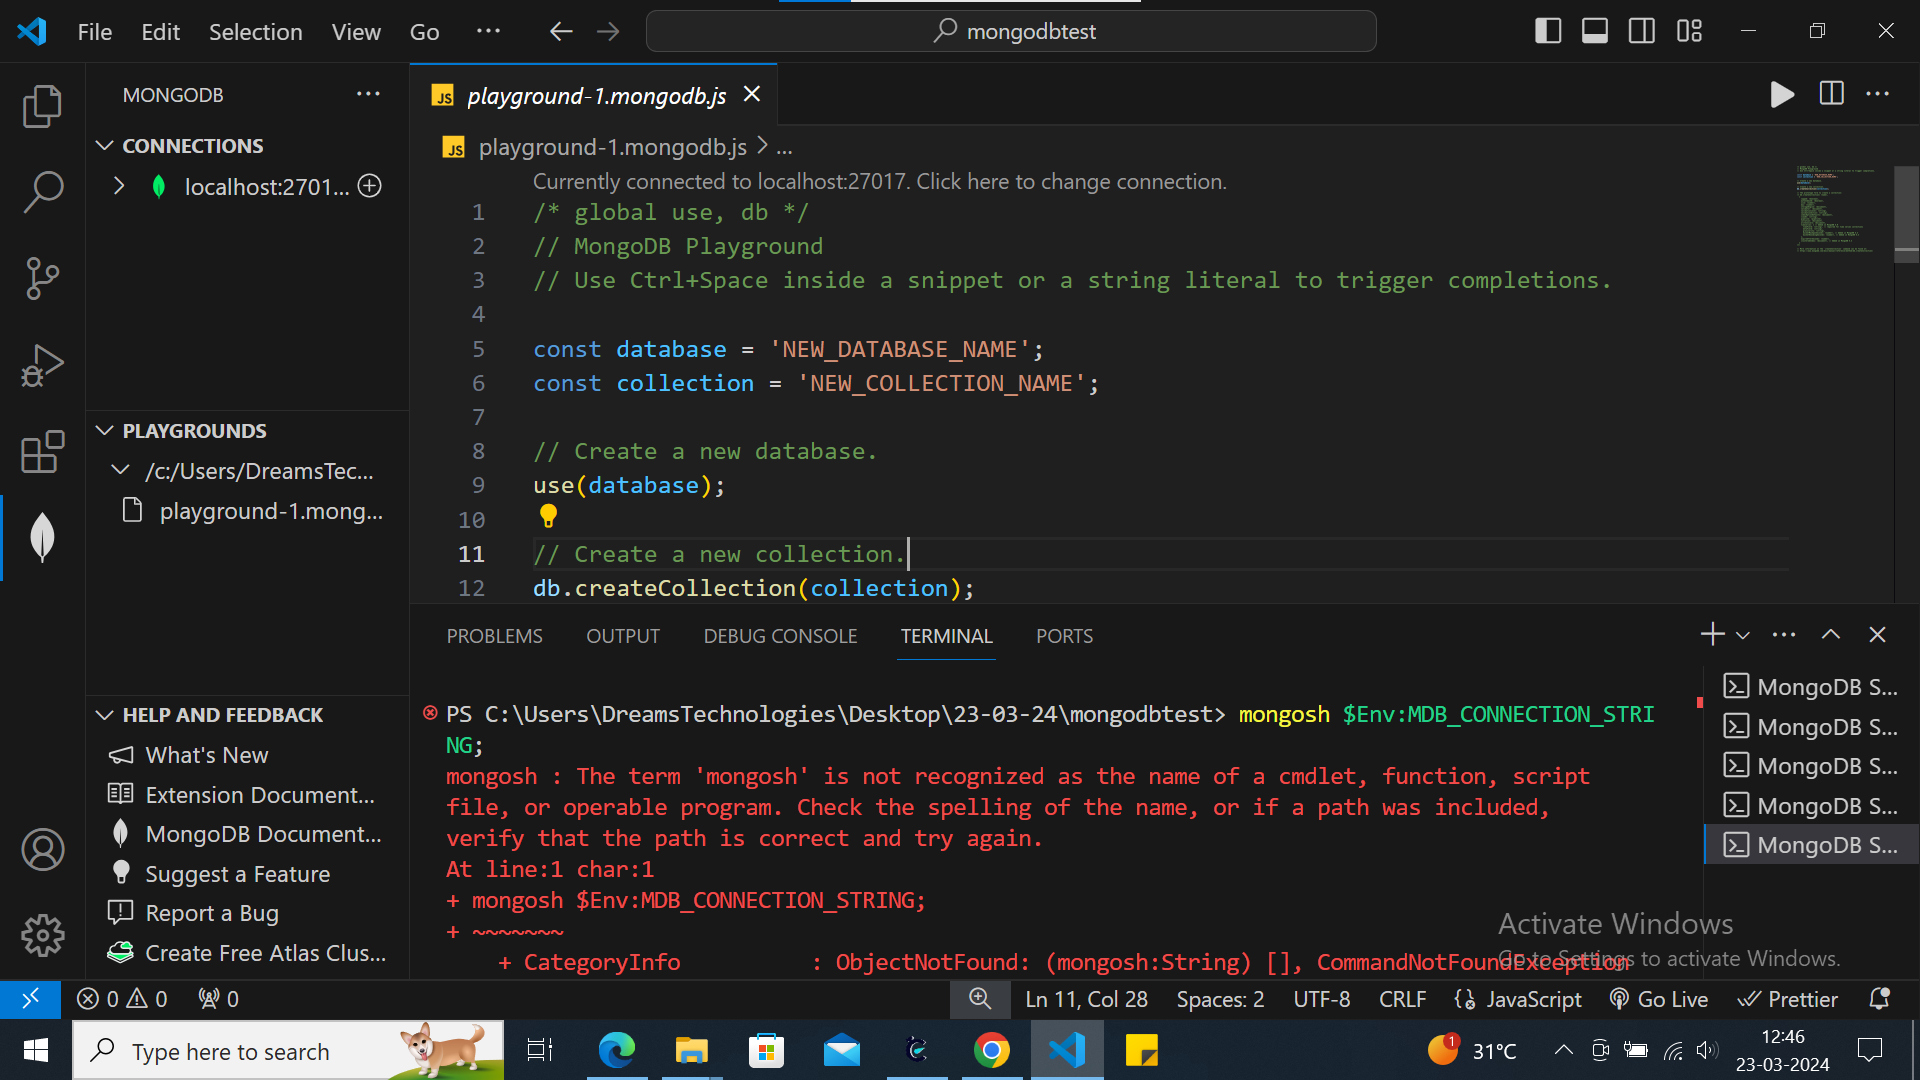 File Edit Selection View Go ... mongodbtest
MONGODB ...
CONNECTIONS
localhost:2701...
PLAYGROUNDS
/c:/Users/DreamsTec...
playground-1.mong...
HELP AND FEEDBACK
What's New
Extension Document...
MongoDB Document...
Suggest a Feature
Report a Bug
Create Free Atlas Clus...
JS playground-1.mongodb.js
JS playground-1.mongodb.js > ...
Currently connected to localhost:27017. Click here to change connection.
1 /* global use, db */
2 // MongoDB Playground
3 // Use Ctrl+Space inside a snippet or a string literal to trigger completions.
4
5 const database = 'NEW_DATABASE_NAME';
6 const collection = 'NEW_COLLECTION_NAME';
7
8 // Create a new database.
9 use(database);
10
11 // Create a new collection.
12 db.createCollection(collection);
PROBLEMS OUTPUT DEBUG CONSOLE TERMINAL PORTS
PS C:\Users\DreamsTechnologies\Desktop\23-03-24\mongodbtest> mongosh $Env:MDB_CONNECTION_STRI
NG;
mongosh : The term 'mongosh' is not recognized as the name of a cmdlet, function, script
file, or operable program. Check the spelling of the name, or if a path was included,
verify that the path is correct and try again.
At line:1 char:1
+ mongosh $Env:MDB_CONNECTION_STRING;
+ ~~~~~~~
+ CategoryInfo : ObjectNotFound: (mongosh:String) [], CommandNotFoundException
MongoDB S...
MongoDB S...
MongoDB S...
MongoDB S...
MongoDB S...
Activate Windows
Go to Settings to activate Windows.
0 0 0 Ln 11, Col 28 Spaces: 2 UTF-8 CRLF JavaScript Go Live Prettier
Type here to search
1 31°C
12:46
23-03-2024